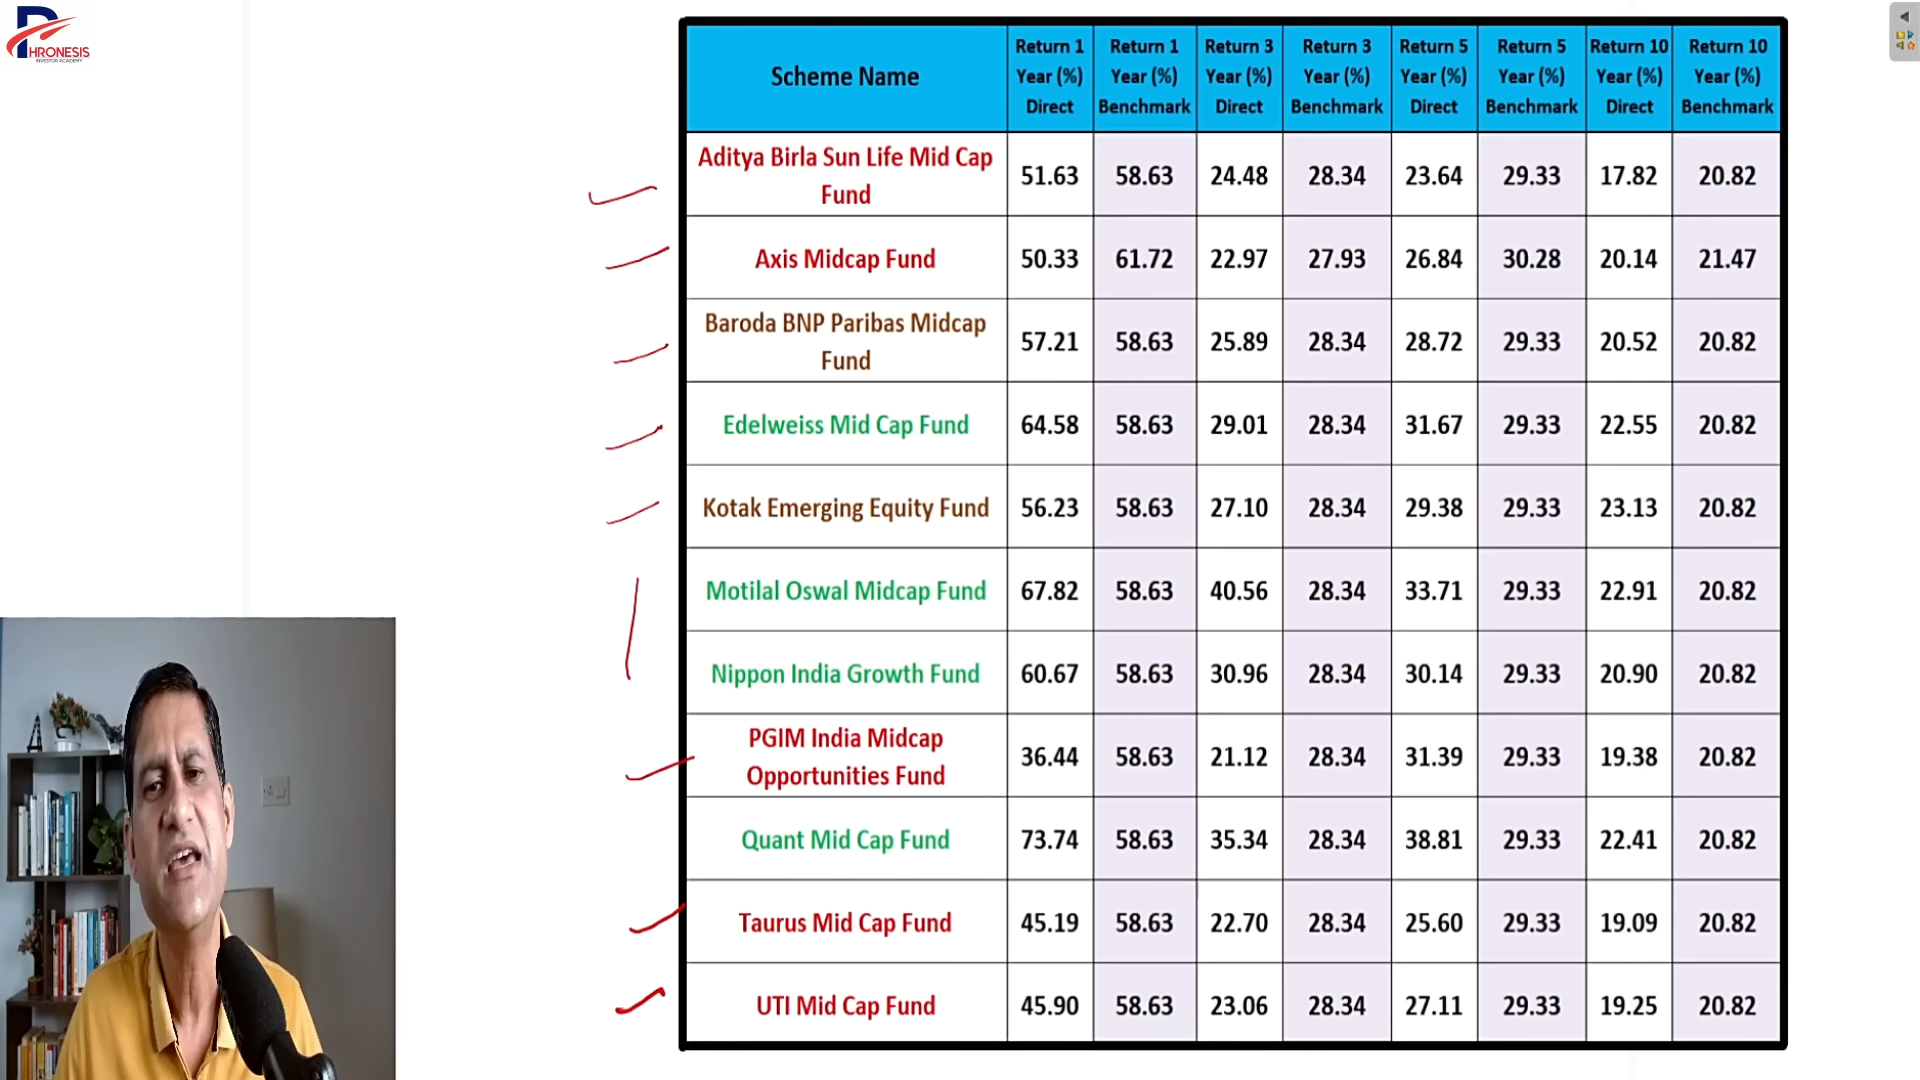 PHRONESIS
INVESTOR ACADEMY
Scheme Name
Return 1 Year (%) Direct
Return 1 Year (%) Benchmark
Return 3 Year (%) Direct
Return 3 Year (%) Benchmark
Return 5 Year (%) Direct
Return 5 Year (%) Benchmark
Return 10 Year (%) Direct
Return 10 Year (%) Benchmark
Aditya Birla Sun Life Mid Cap Fund 51.63 58.63 24.48 28.34 23.64 29.33 17.82 20.82
Axis Midcap Fund 50.33 61.72 22.97 27.93 26.84 30.28 20.14 21.47
Baroda BNP Paribas Midcap Fund 57.21 58.63 25.89 28.34 28.72 29.33 20.52 20.82
Edelweiss Mid Cap Fund 64.58 58.63 29.01 28.34 31.67 29.33 22.55 20.82
Kotak Emerging Equity Fund 56.23 58.63 27.10 28.34 29.38 29.33 23.13 20.82
Motilal Oswal Midcap Fund 67.82 58.63 40.56 28.34 33.71 29.33 22.91 20.82
Nippon India Growth Fund 60.67 58.63 30.96 28.34 30.14 29.33 20.90 20.82
PGIM India Midcap Opportunities Fund 36.44 58.63 21.12 28.34 31.39 29.33 19.38 20.82
Quant Mid Cap Fund 73.74 58.63 35.34 28.34 38.81 29.33 22.41 20.82
Taurus Mid Cap Fund 45.19 58.63 22.70 28.34 25.60 29.33 19.09 20.82
UTI Mid Cap Fund 45.90 58.63 23.06 28.34 27.11 29.33 19.25 20.82